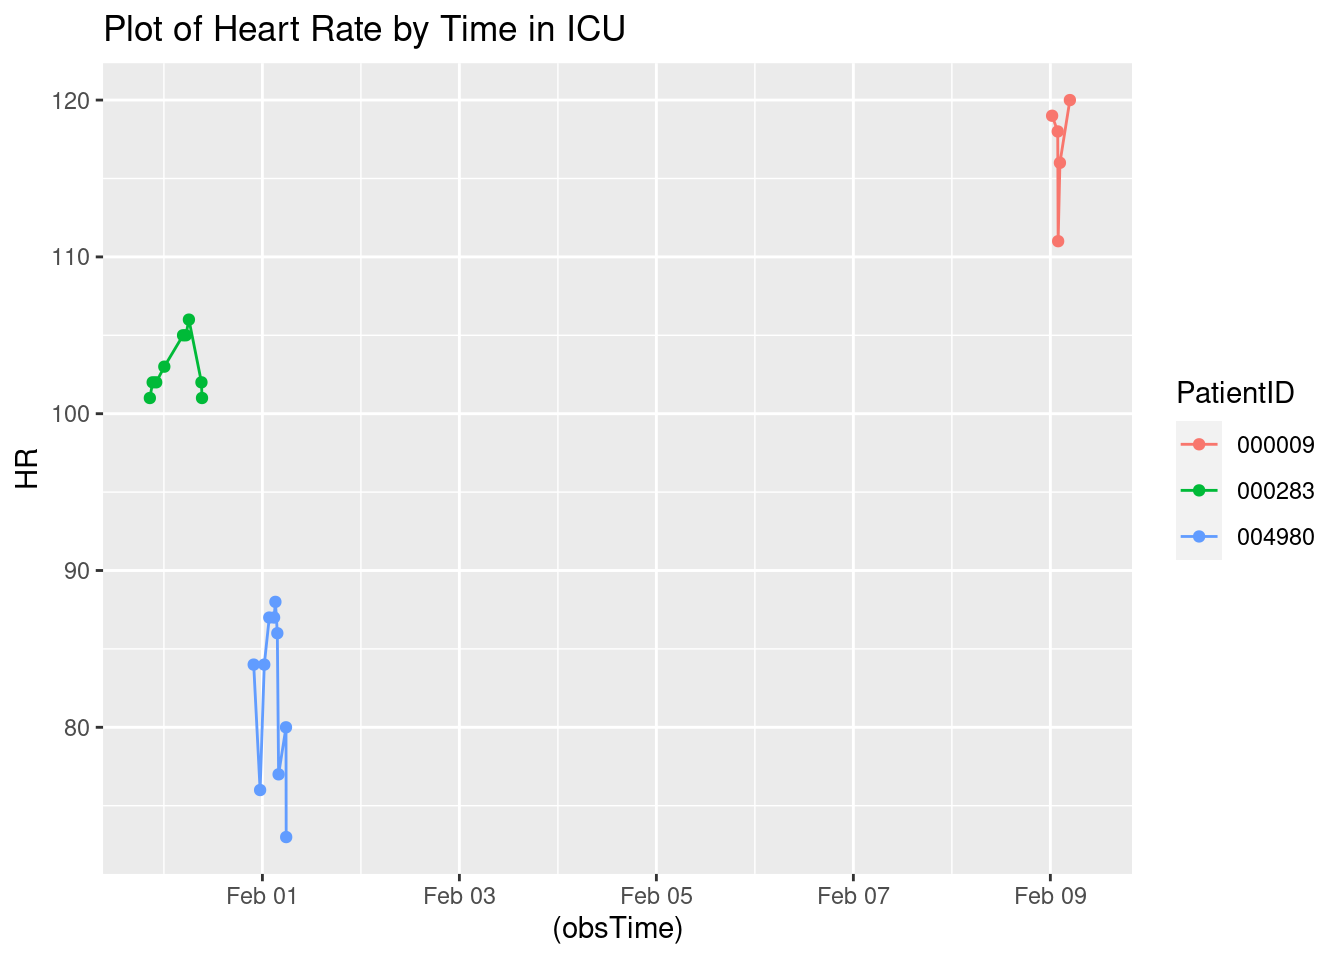 Plot of Heart Rate by Time in ICU
120
110
100
90
80
HR
Feb 01
Feb 03
Feb 05
Feb 07
Feb 09
(obsTime)
PatientID
000009
000283
004980